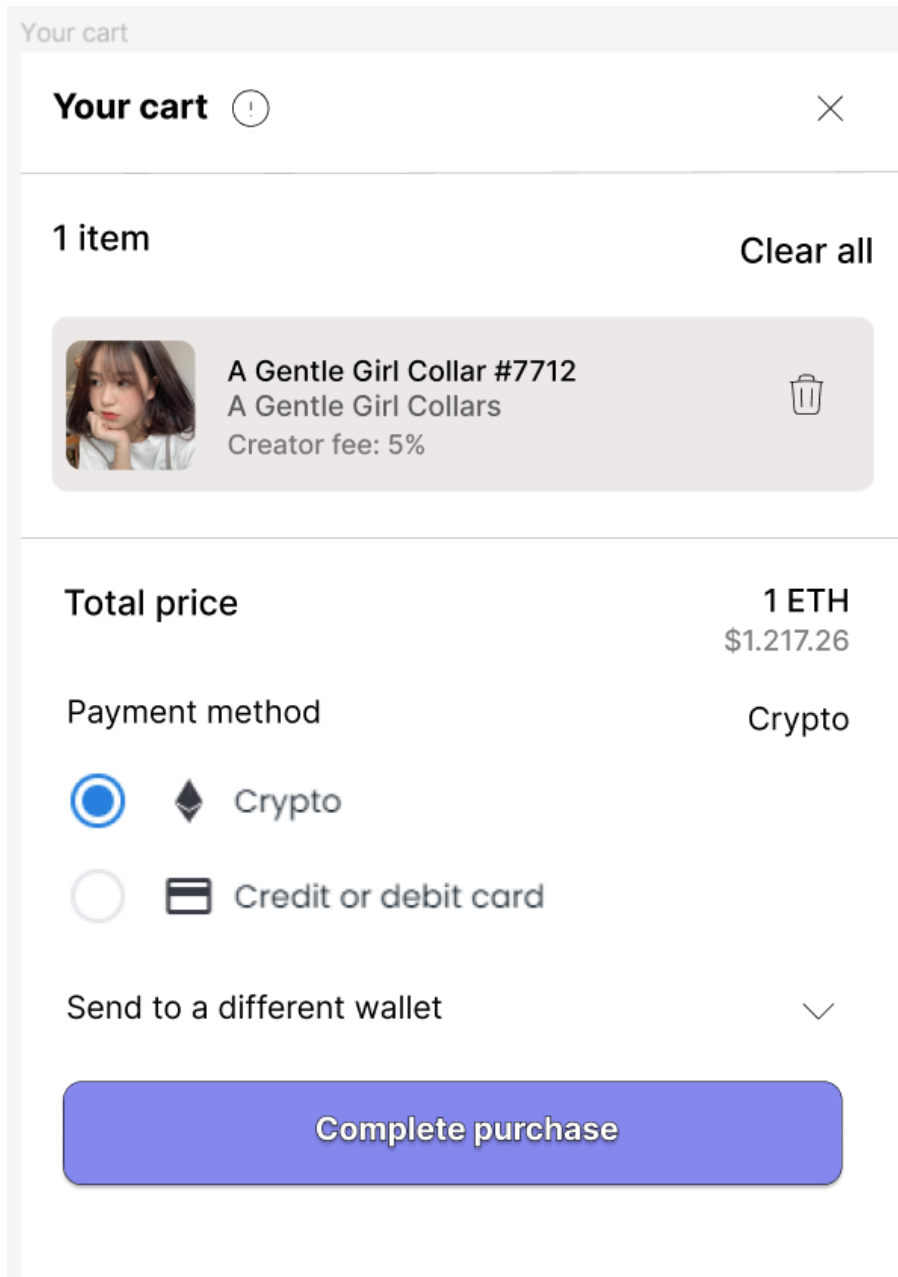 Your cart
Your cart
1 item
Clear all
A Gentle Girl Collar #7712
A Gentle Girl Collars
Creator fee: 5%
Total price
1 ETH
$1.217.26
Payment method
Crypto
Crypto
Credit or debit card
Send to a different wallet
Complete purchase